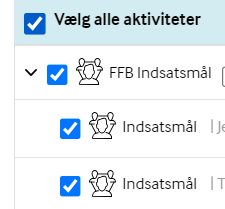 Vælg alle aktiviteter
FFB Indsatsmål
Indsatsmål
Indsatsmål